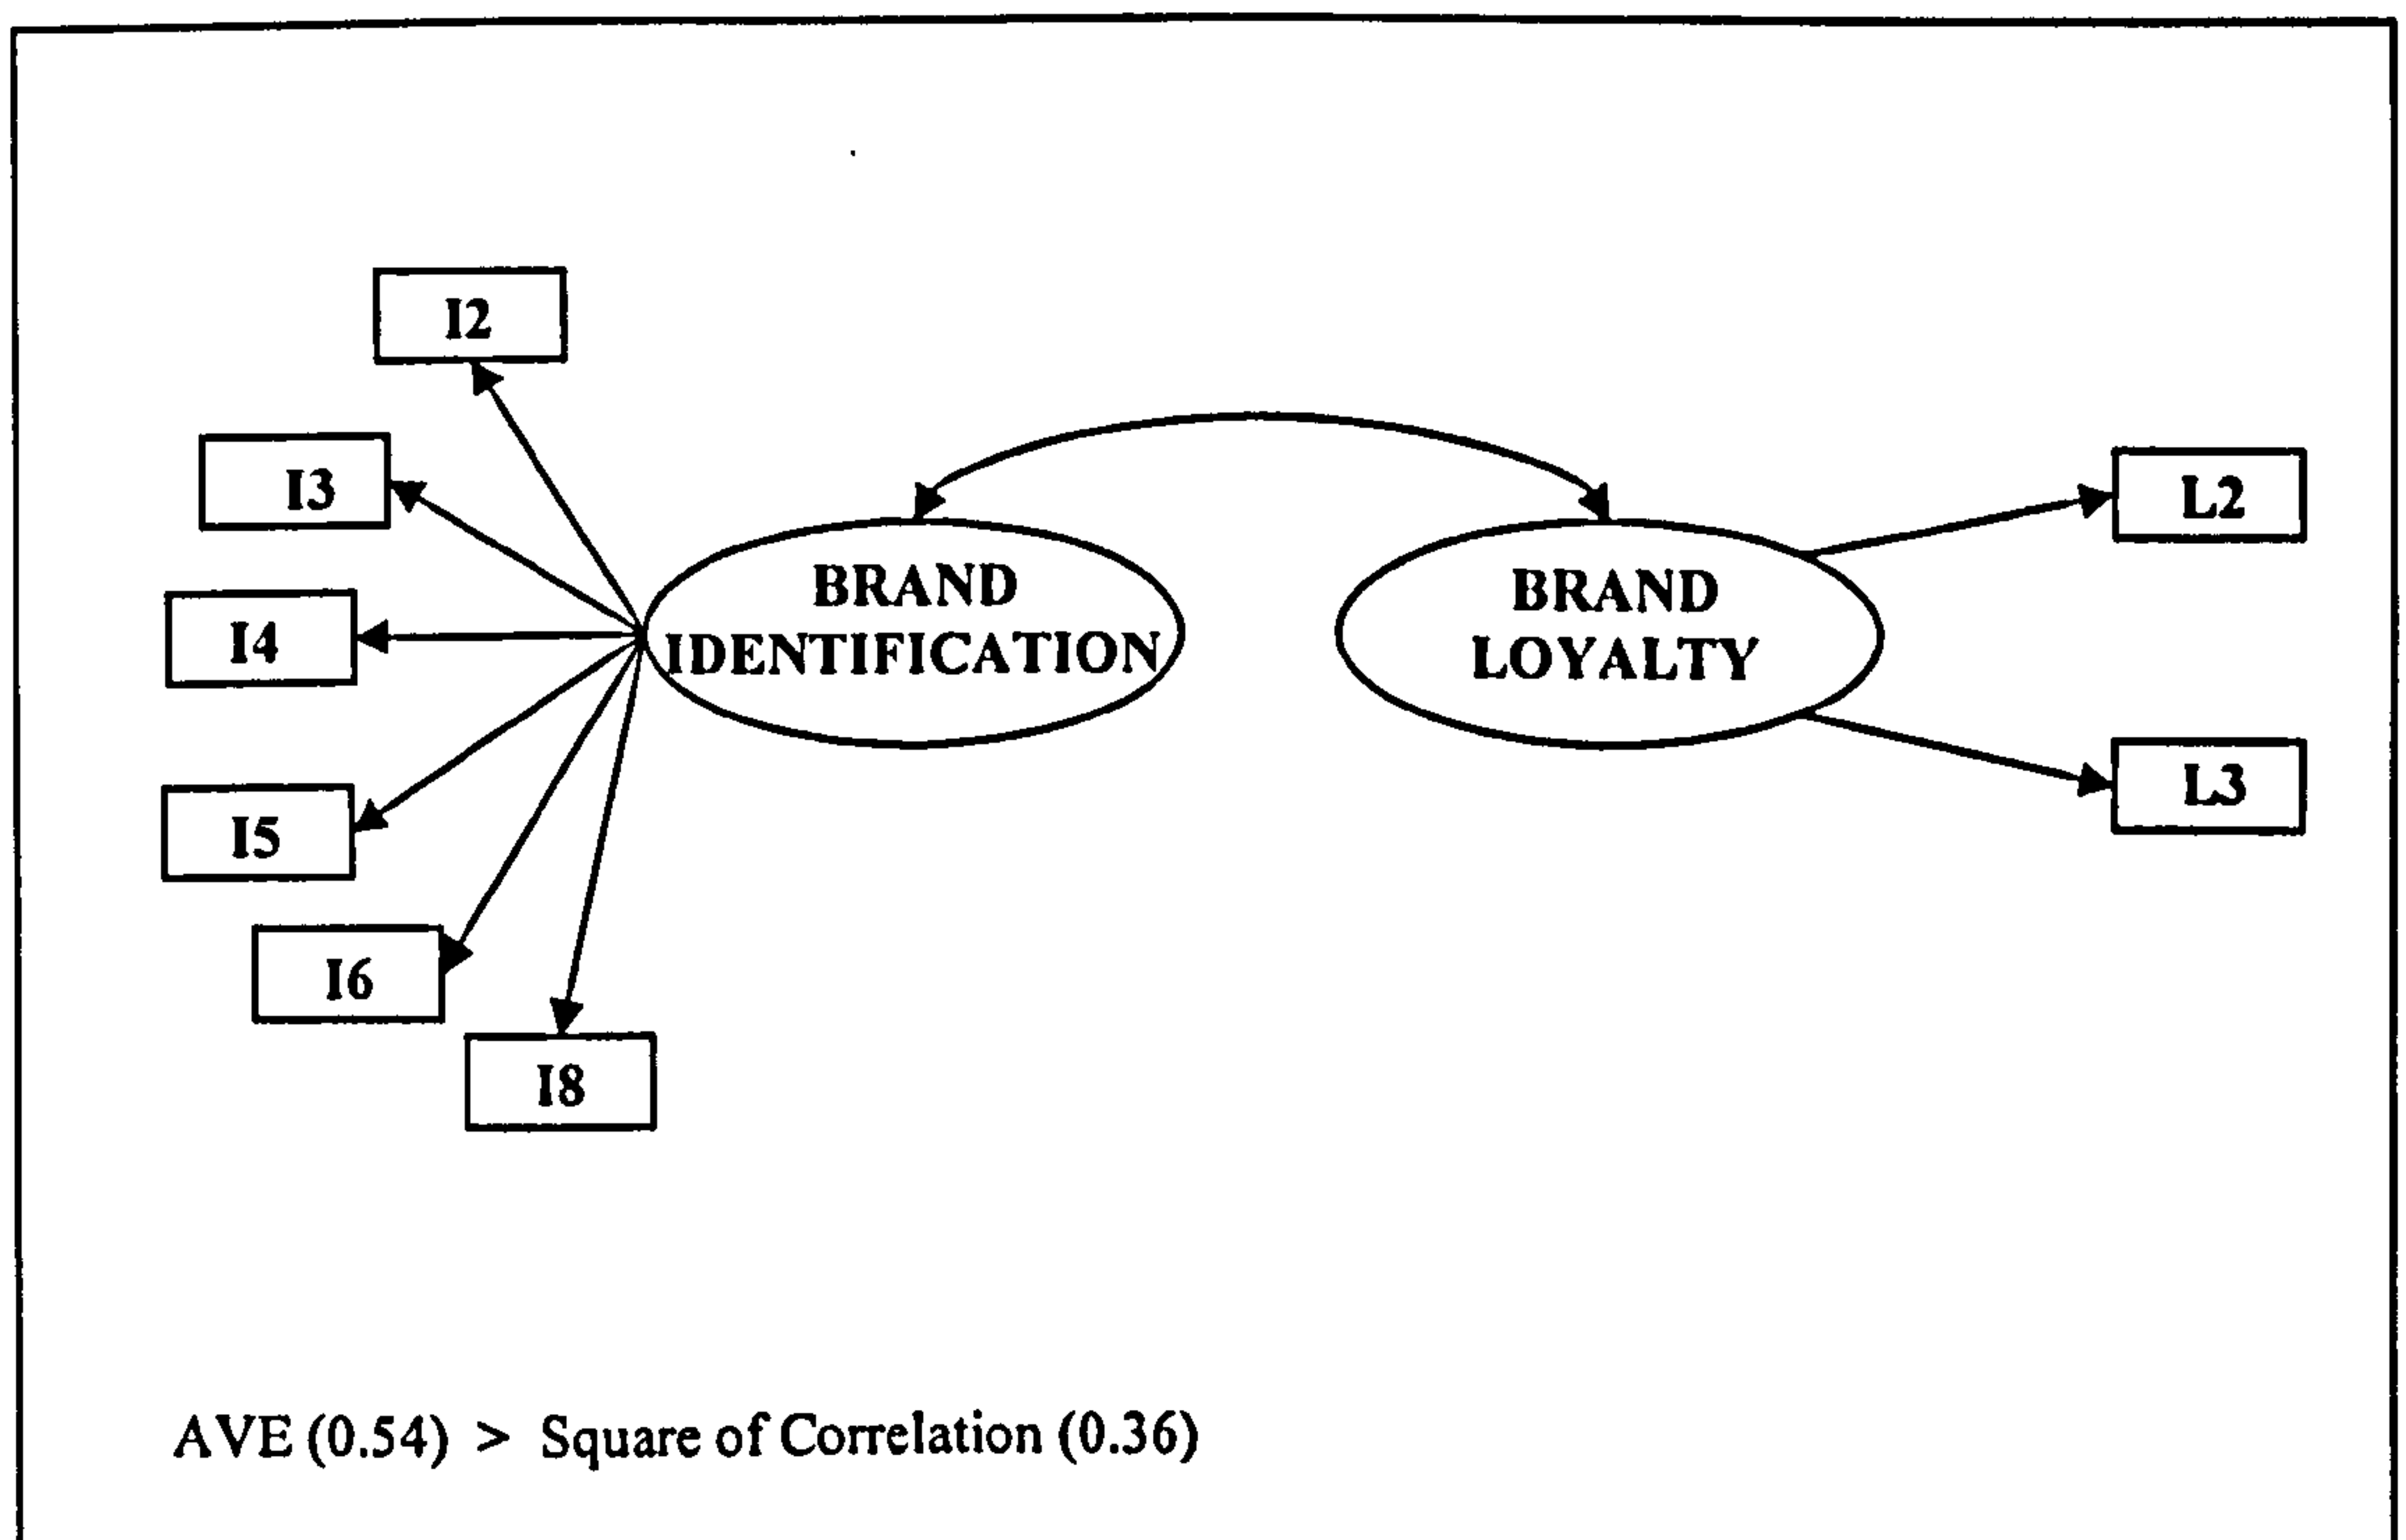 I2
I3
I4
I5
I6
I8
BRAND
IDENTIFICATION
BRAND
LOYALTY
L2
L3
AVE (0.54) > Square of Correlation (0.36)